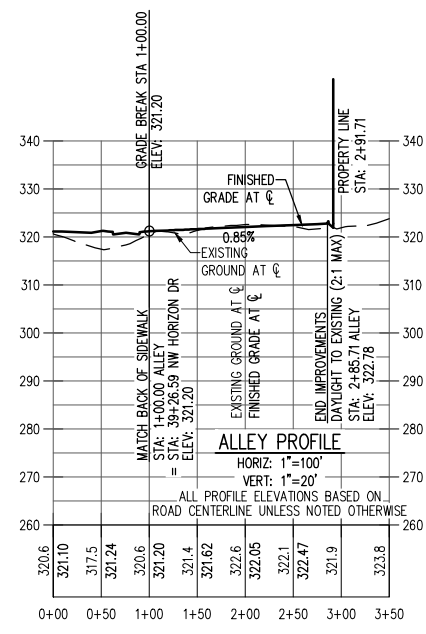 GRADE BREAK STA 1+00.00
ELEV: 321.20
PROPERTY LINE
STA: 2+91.71
340
330
320
310
300
290
280
270
260
340
330
320
310
300
290
280
270
260
FINISHED
GRADE AT ℄
0.85%
EXISTING
GROUND AT ℄
MATCH BACK OF SIDEWALK
STA: 1+00.00 ALLEY
= STA: 39+26.59 NW HORIZON DR
ELEV: 321.20
EXISTING GROUND AT ℄
FINISHED GRADE AT ℄
END IMPROVEMENTS
DAYLIGHT TO EXISTING (2:1 MAX)
STA: 2+85.71 ALLEY
ELEV: 322.78
ALLEY PROFILE
HORIZ: 1"=100'
VERT: 1"=20'
ALL PROFILE ELEVATIONS BASED ON
ROAD CENTERLINE UNLESS NOTED OTHERWISE
320.6
321.10
317.5
321.24
320.6
321.20
321.4
321.62
322.6
322.05
322.1
322.47
321.9
323.8
0+00 0+50 1+00 1+50 2+00 2+50 3+00 3+50